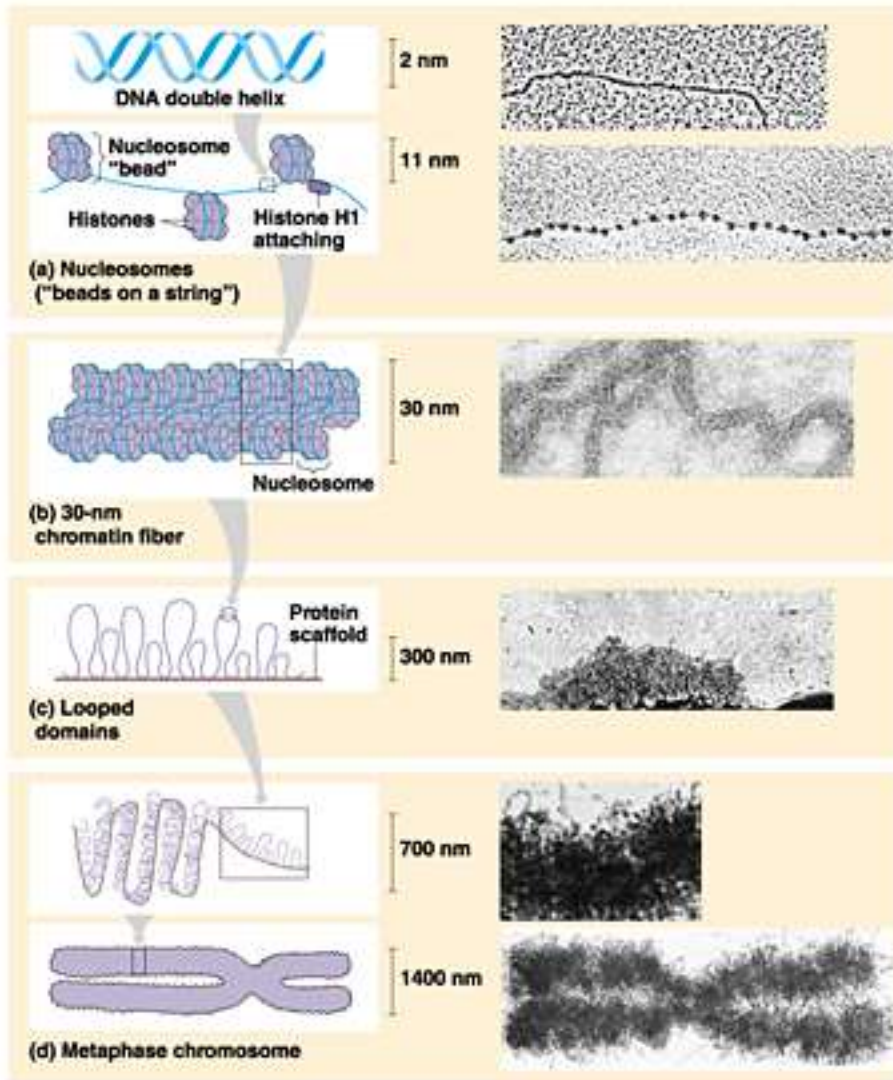 2 nm
DNA double helix
Nucleosome
"bead"
11 nm
Histones
Histone H1
attaching
(a) Nucleosomes
("beads on a string")
30 nm
Nucleosome
(b) 30-nm
chromatin fiber
Protein
scaffold
300 nm
(c) Looped
domains
700 nm
1400 nm
(d) Metaphase chromosome